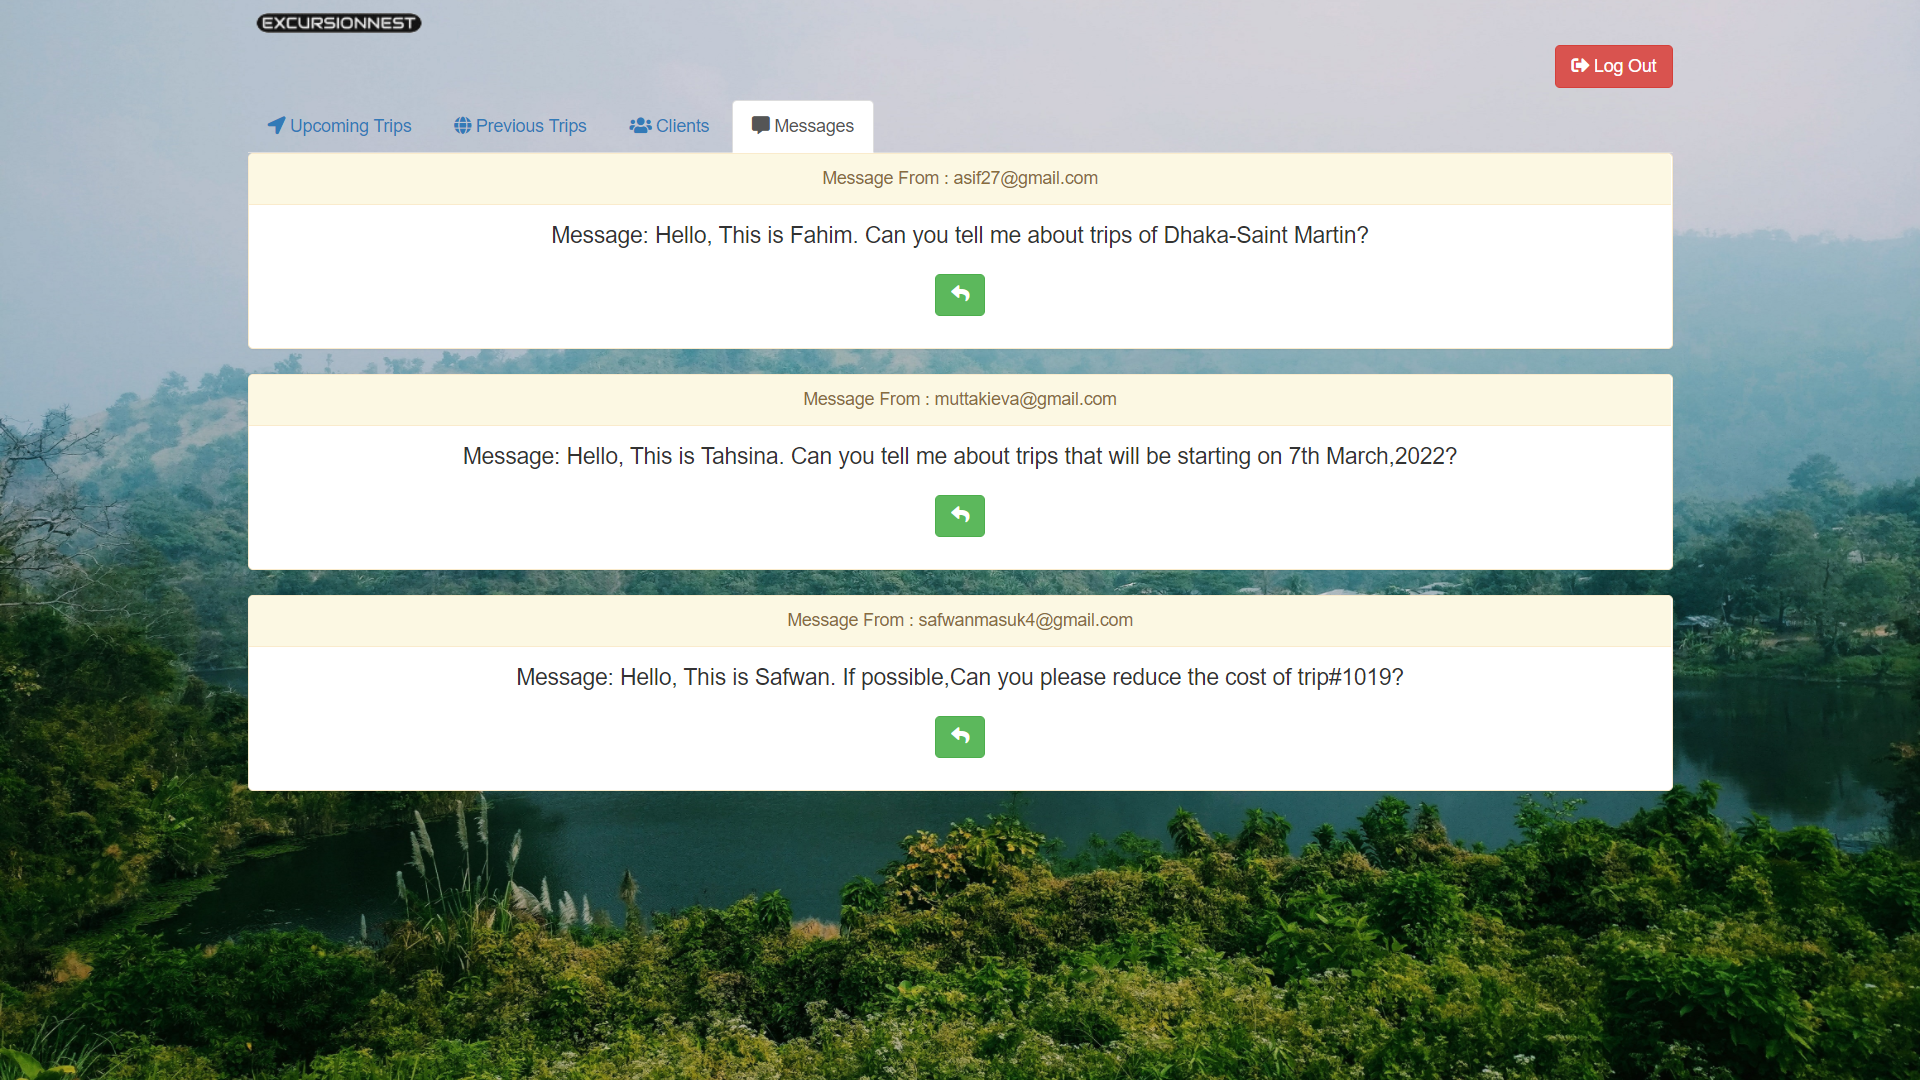 EXCURSIONNEST
Log Out
Upcoming Trips
Previous Trips
Clients
Messages
Message From : asif27@gmail.com
Message: Hello, This is Fahim. Can you tell me about trips of Dhaka-Saint Martin?
Message From : muttakieva@gmail.com
Message: Hello, This is Tahsina. Can you tell me about trips that will be starting on 7th March,2022?
Message From : safwanmasuk4@gmail.com
Message: Hello, This is Safwan. If possible,Can you please reduce the cost of trip#1019?